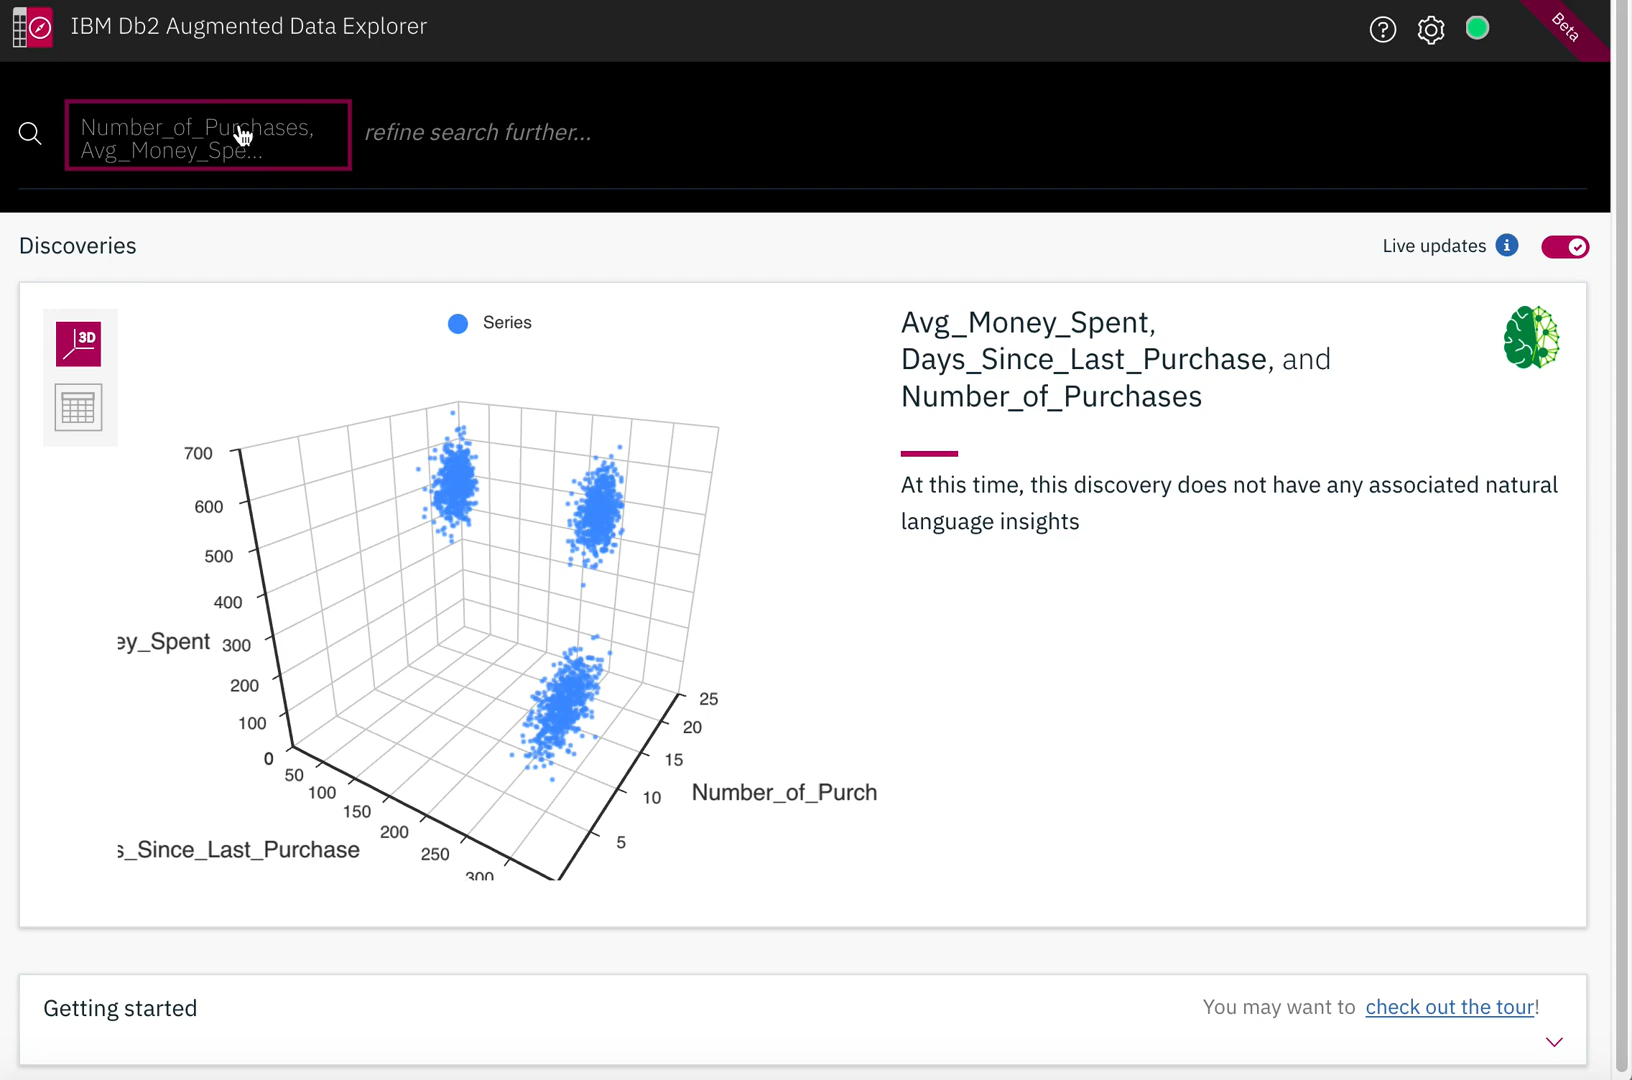 IBM Db2 Augmented Data Explorer
Beta
Number_of_Purchases,
Avg_Money_Spe...
refine search further...
Discoveries
Live updates
3D
Series
Avg_Money_Spent,
Days_Since_Last_Purchase, and
Number_of_Purchases
At this time, this discovery does not have any associated natural
language insights
700
600
500
400
300
200
100
0
ey_Spent
50
100
150
200
250
300
s_Since_Last_Purchase
25
20
15
10
5
Number_of_Purch
Getting started
You may want to check out the tour!